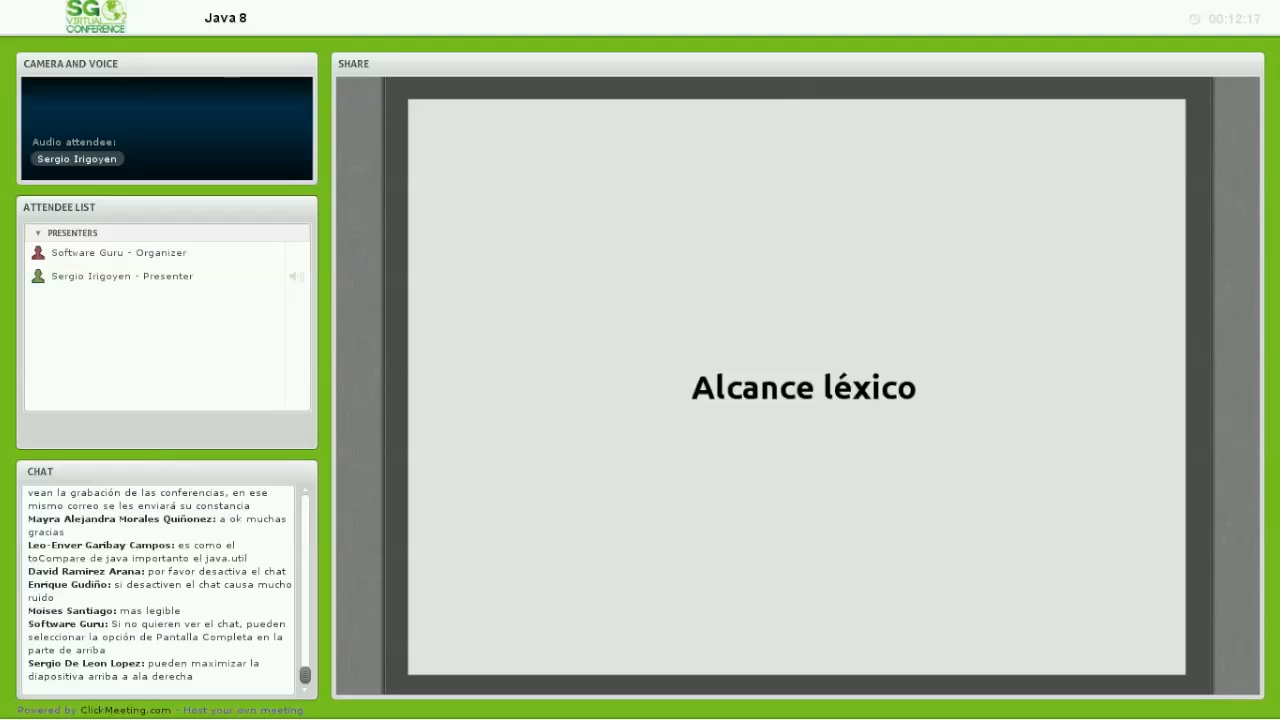 SG
VIRTUAL
CONFERENCE
Java 8
00:12:17
CAMERA AND VOICE
Audio attendee:
Sergio Irigoyen
ATTENDEE LIST
PRESENTERS
Software Guru - Organizer
Sergio Irigoyen - Presenter
CHAT
vean la grabación de las conferencias, en ese
mismo correo se les enviará su constancia
Mayra Alejandra Morales Quiñonez: a ok muchas
gracias
Leo-Enver Garibay Campos: es como el
toCompare de java importanto el java.util
David Ramirez Arana: por favor desactiva el chat
Enrique Gudiño: si desactiven el chat causa mucho
ruido
Moises Santiago: mas legible
Software Guru: Si no quieren ver el chat, pueden
seleccionar la opción de Pantalla Completa en la
parte de arriba
Sergio De Leon Lopez: pueden maximizar la
diapositiva arriba a ala derecha
Powered by ClickMeeting.com - Host your own meeting
SHARE
Alcance léxico